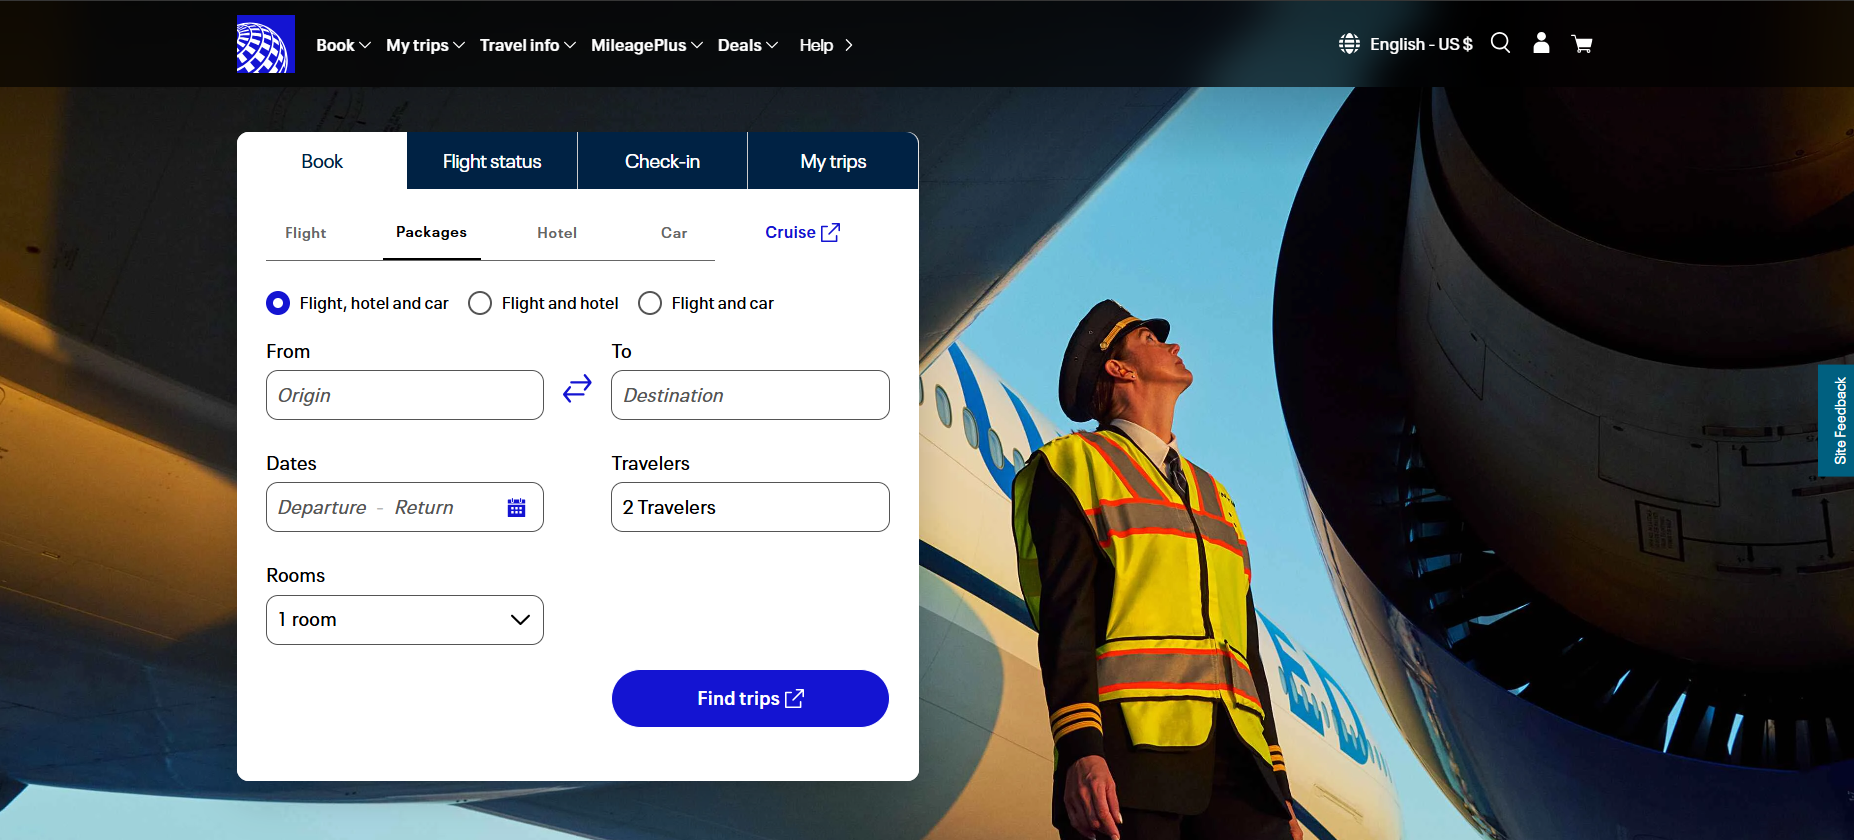 Book My trips Travel info MileagePlus Deals Help English - US $
Book Flight status Check-in My trips
Flight Packages Hotel Car Cruise
Flight, hotel and car Flight and hotel Flight and car
From To
Origin Destination
Dates Travelers
Departure - Return 2 Travelers
Rooms
1 room
Find trips
Site Feedback